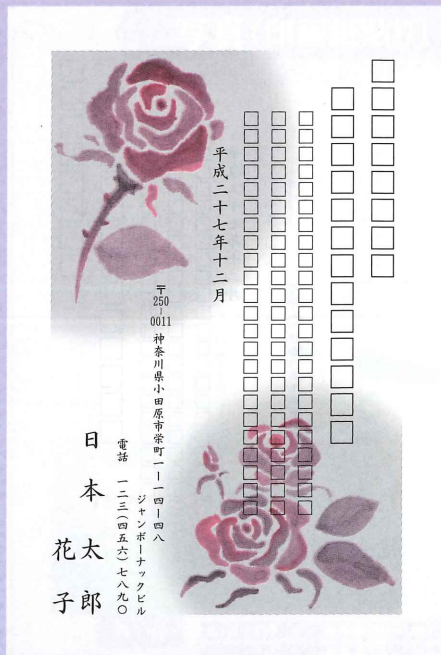 平成二十七年十二月
〒250-0011 神奈川県小田原市栄町一ー一四ー四八
ジャンボーナックビル
電話 一二三(四五六)七八九〇
日本太郎
花子